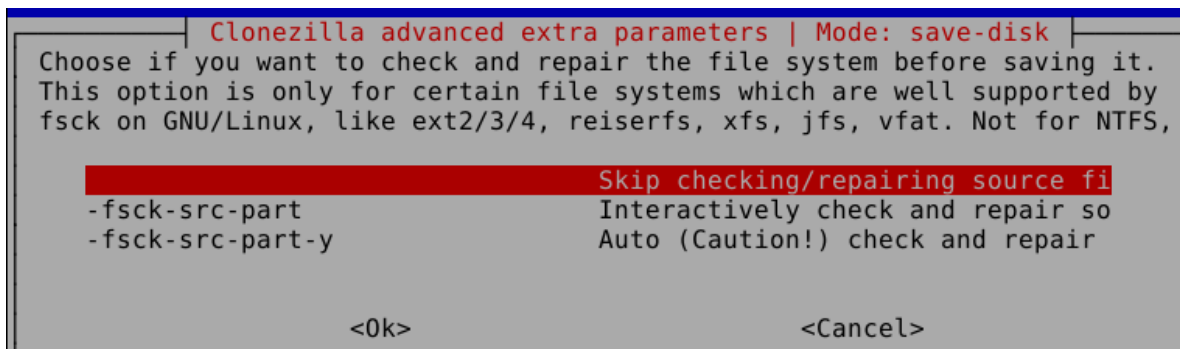 Clonezilla advanced extra parameters | Mode: save-disk
Choose if you want to check and repair the file system before saving it.
This option is only for certain file systems which are well supported by
fsck on GNU/Linux, like ext2/3/4, reiserfs, xfs, jfs, vfat. Not for NTFS,
Skip checking/repairing source fi
-fsck-src-part Interactively check and repair so
-fsck-src-part-y Auto (Caution!) check and repair
<Ok> <Cancel>